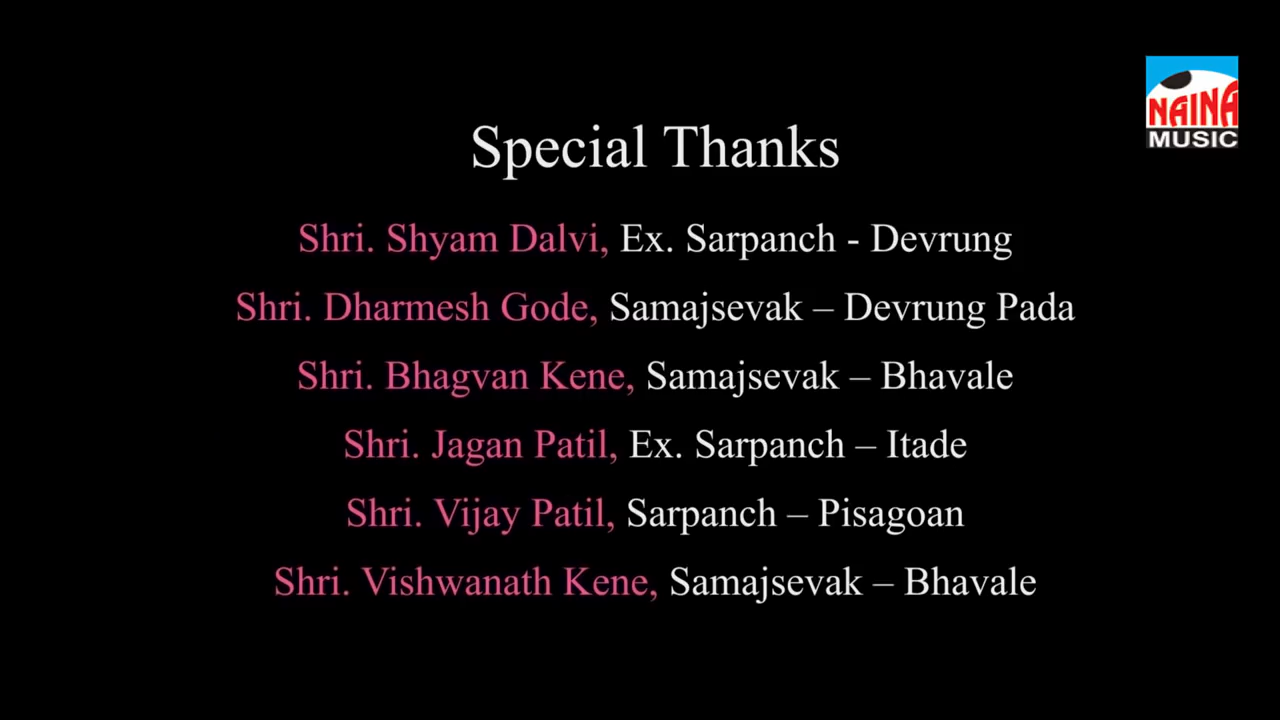 NAINA
MUSIC
Special Thanks
Shri. Shyam Dalvi, Ex. Sarpanch - Devrung
Shri. Dharmesh Gode, Samajsevak – Devrung Pada
Shri. Bhagvan Kene, Samajsevak – Bhavale
Shri. Jagan Patil, Ex. Sarpanch – Itade
Shri. Vijay Patil, Sarpanch – Pisagoan
Shri. Vishwanath Kene, Samajsevak – Bhavale